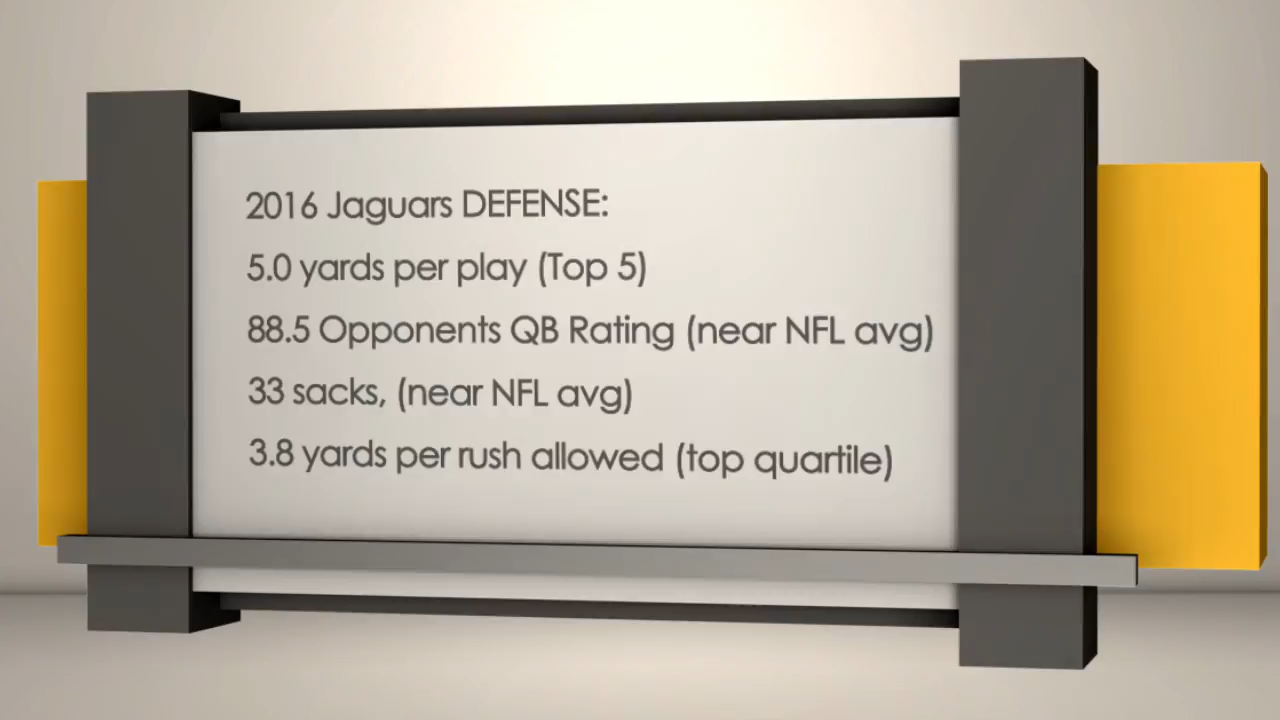 2016 Jaguars DEFENSE:
5.0 yards per play (Top 5)
88.5 Opponents QB Rating (near NFL avg)
33 sacks, (near NFL avg)
3.8 yards per rush allowed (top quartile)